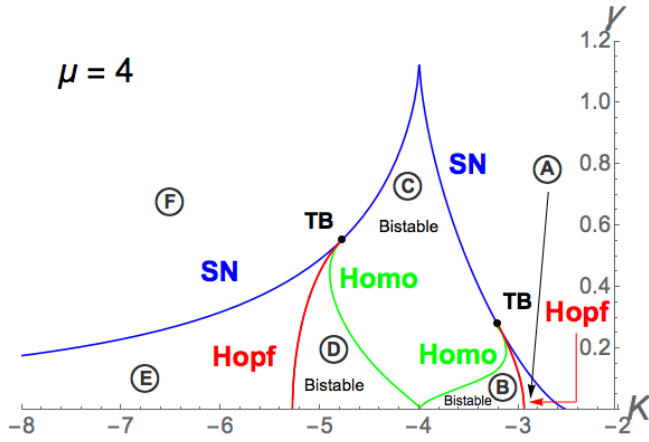 γ
1.2
μ = 4
1.0
SN
A
0.8
C
F
Bistable
TB
0.6
Homo
TB
SN
0.4
Hopf
Hopf
D
Homo
0.2
E
Bistable
B
Bistable
K
−8
−7
−6
−5
−4
−3
−2